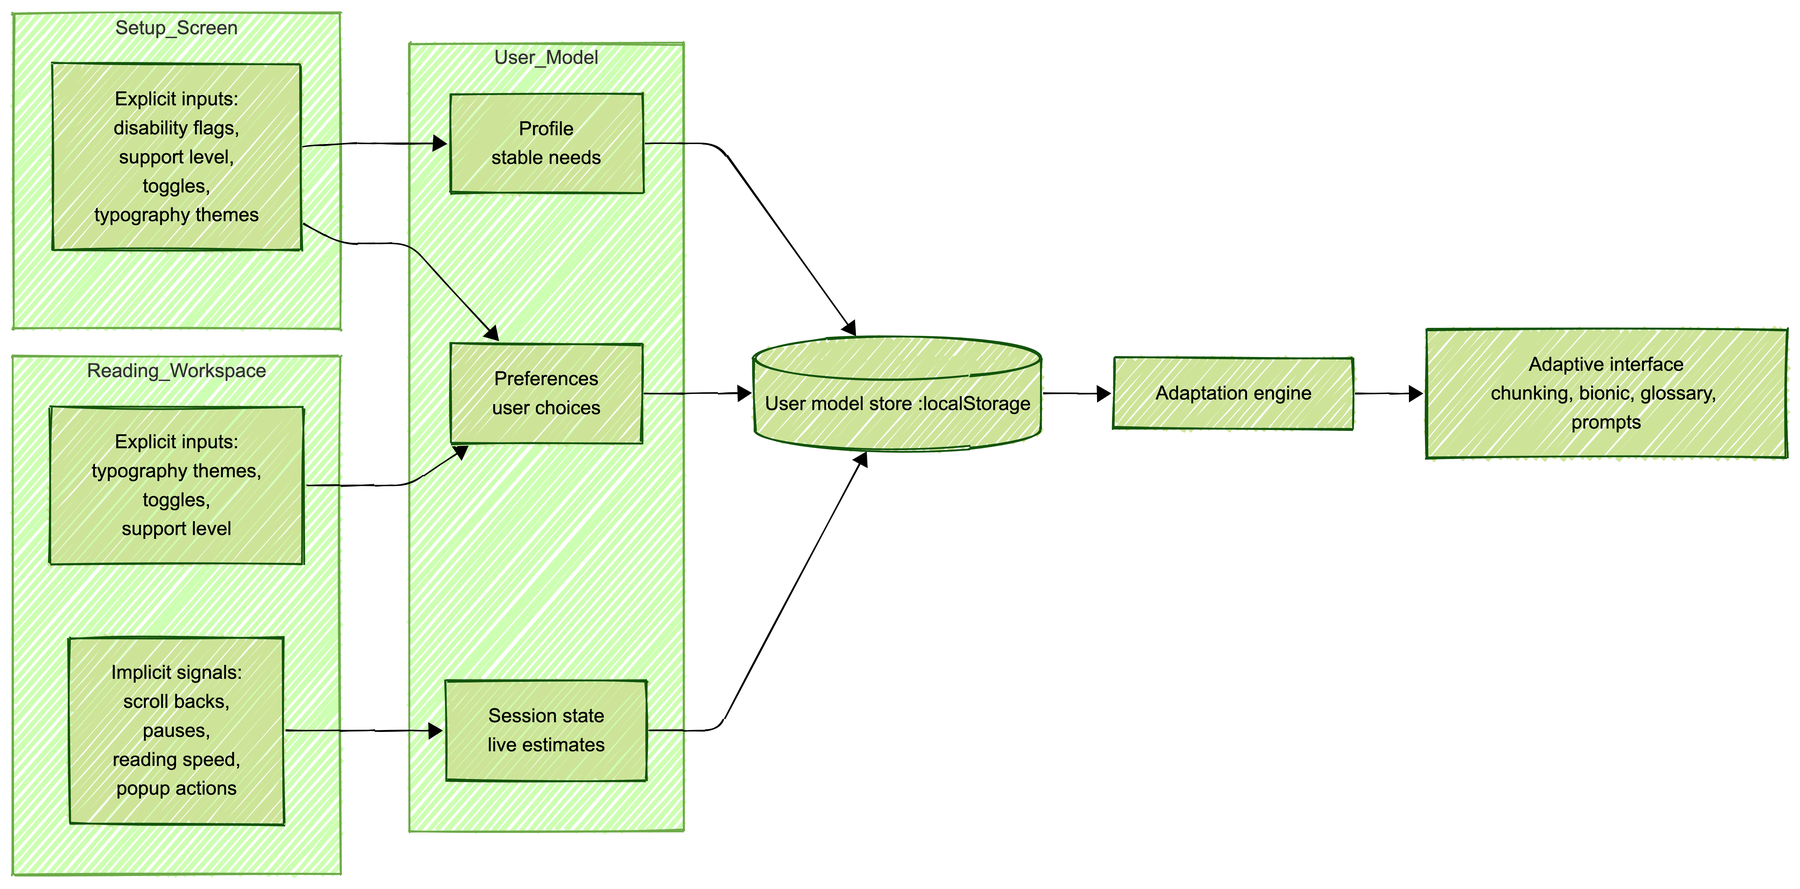 Setup_Screen
Explicit inputs:
disability flags,
support level,
toggles,
typography themes
Reading_Workspace
Explicit inputs:
typography themes,
toggles,
support level
Implicit signals:
scroll backs,
pauses,
reading speed,
popup actions
User_Model
Profile
stable needs
Preferences
user choices
Session state
live estimates
User model store :localStorage
Adaptation engine
Adaptive interface
chunking, bionic, glossary,
prompts